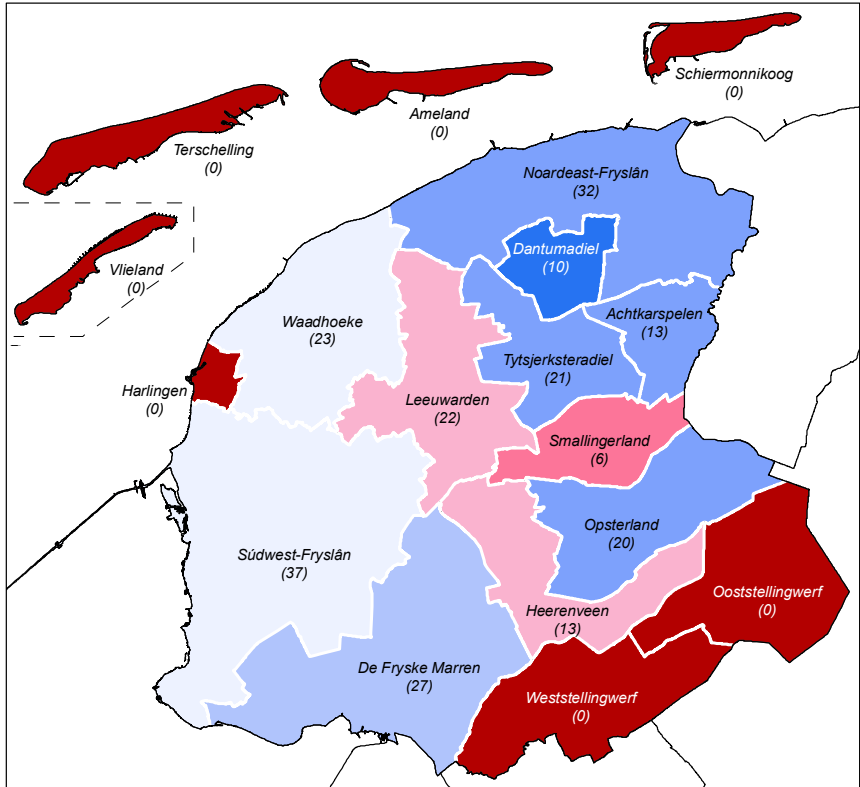 Schiermonnikoog
(0)
Ameland
(0)
Terschelling
(0)
Noardeast-Fryslân
(32)
Dantumadiel
(10)
Vlieland
(0)
Achtkarspelen
(13)
Waadhoeke
(23)
Tytsjerksteradiel
(21)
Harlingen
(0)
Leeuwarden
(22)
Smallingerland
(6)
Opsterland
(20)
Súdwest-Fryslân
(37)
Ooststellingwerf
(0)
Heerenveen
(13)
De Fryske Marren
(27)
Weststellingwerf
(0)